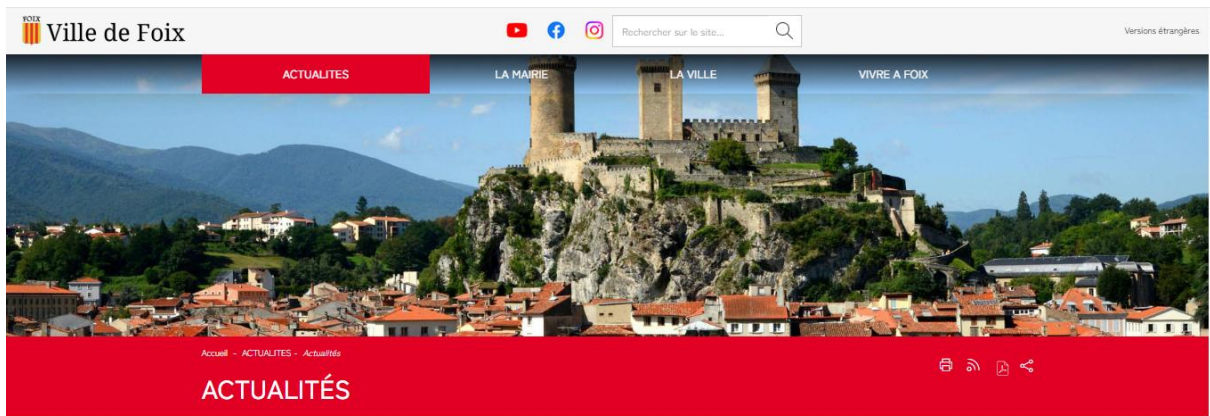 FOIX
Ville de Foix
Rechercher sur le site...
Versions étrangères
ACTUALITES
LA MAIRIE
LA VILLE
VIVRE A FOIX
Accueil - ACTUALITES - Actualités
ACTUALITÉS